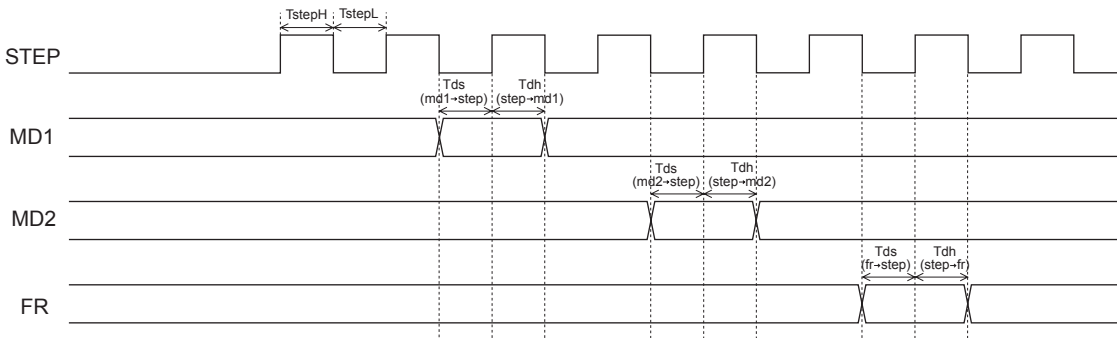 TstepH TstepL
STEP
Tds Tdh
(md1→step) (step→md1)
MD1
Tds Tdh
(md2→step) (step→md2)
MD2
Tds Tdh
(fr→step) (step→fr)
FR